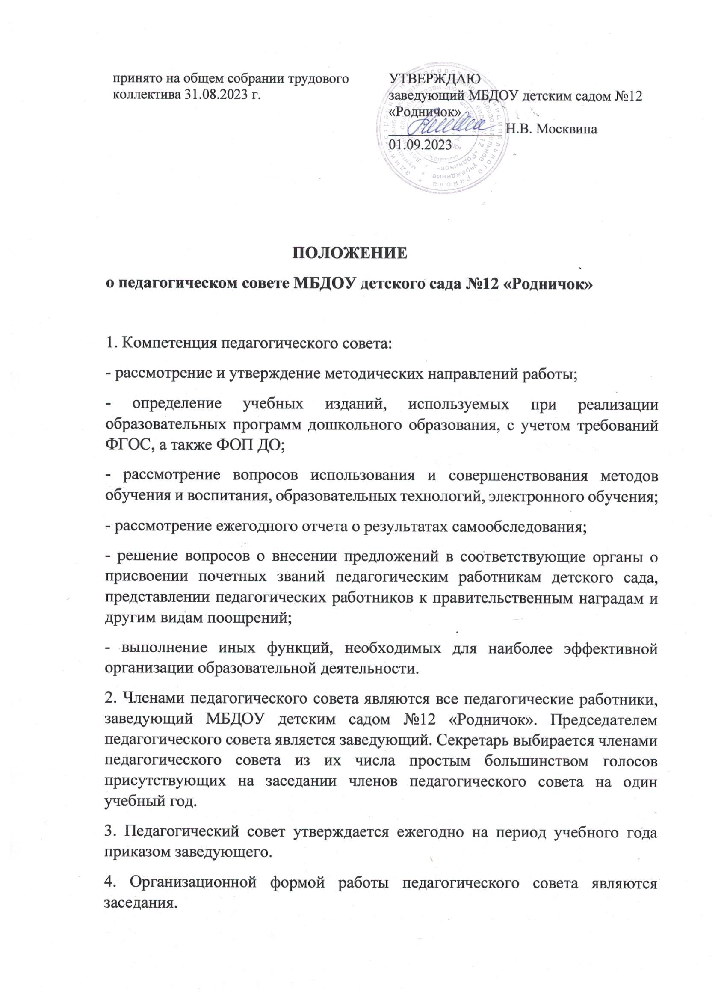 принято на общем собрании трудового
коллектива 31.08.2023 г.
УТВЕРЖДАЮ
заведующий МБДОУ детским садом №12
«Родничок»
Н.В. Москвина
01.09.2023
ПОЛОЖЕНИЕ
о педагогическом совете МБДОУ детского сада №12 «Родничок»
1. Компетенция педагогического совета:
- рассмотрение и утверждение методических направлений работы;
- определение учебных изданий, используемых при реализации
образовательных программ дошкольного образования, с учетом требований
ФГОС, а также ФОП ДО;
- рассмотрение вопросов использования и совершенствования методов
обучения и воспитания, образовательных технологий, электронного обучения;
- рассмотрение ежегодного отчета о результатах самообследования;
- решение вопросов о внесении предложений в соответствующие органы о
присвоении почетных званий педагогическим работникам детского сада,
представлении педагогических работников к правительственным наградам и
другим видам поощрений;
- выполнение иных функций, необходимых для наиболее эффективной
организации образовательной деятельности.
2. Членами педагогического совета являются все педагогические работники,
заведующий МБДОУ детским садом №12 «Родничок». Председателем
педагогического совета является заведующий. Секретарь выбирается членами
педагогического совета из их числа простым большинством голосов
присутствующих на заседании членов педагогического совета на один
учебный год.
3. Педагогический совет утверждается ежегодно на период учебного года
приказом заведующего.
4. Организационной формой работы педагогического совета являются
заседания.